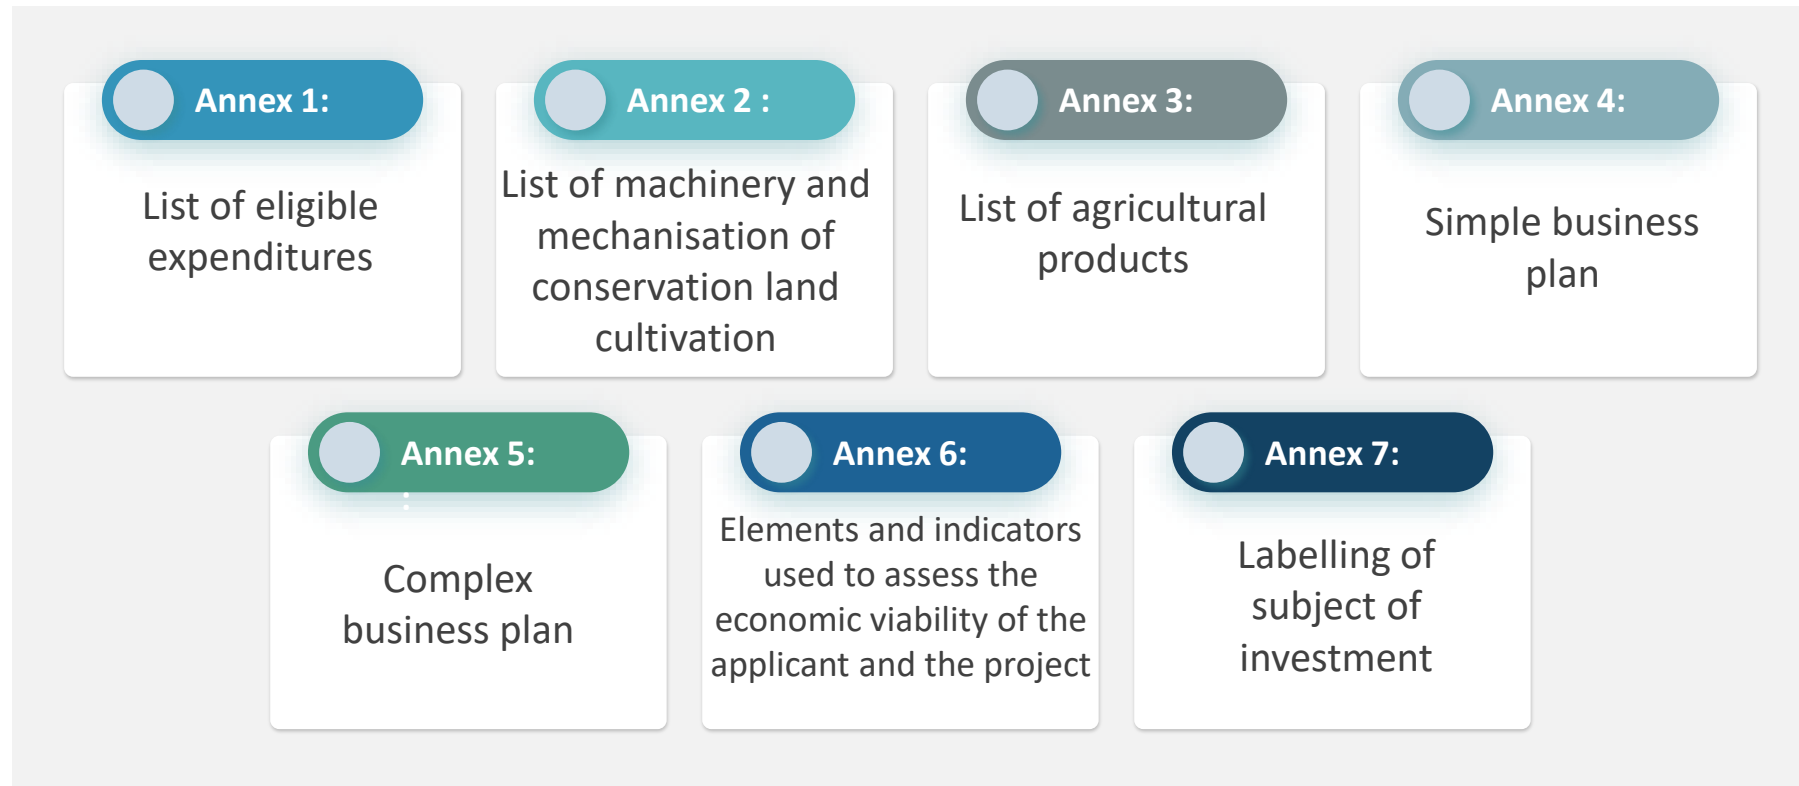 Annex 1:
List of eligible
expenditures
Annex 2 :
List of machinery and
mechanisation of
conservation land
cultivation
Annex 3:
List of agricultural
products
Annex 4:
Simple business
plan
Annex 5:
:
Complex
business plan
Annex 6:
Elements and indicators
used to assess the
economic viability of the
applicant and the project
Annex 7:
Labelling of
subject of
investment